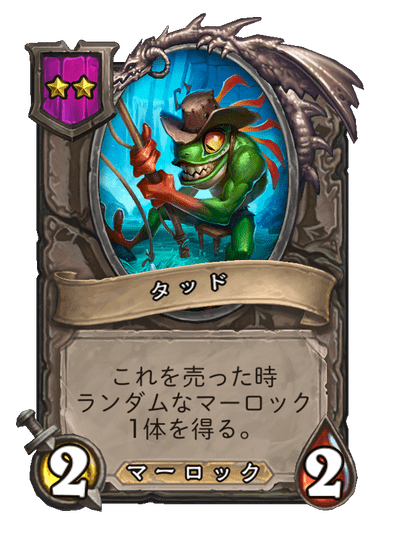 タッド
これを売った時
ランダムなマーロック
1体を得る。
マーロック
2
2